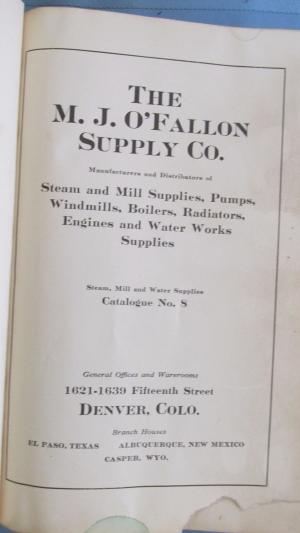 THE
M. J. O'FALLON
SUPPLY CO.
Manufacturers and Distributors of
Steam and Mill Supplies, Pumps,
Windmills, Boilers, Radiators,
Engines and Water Works
Supplies
Steam, Mill and Water Supplies
Catalogue No. S
General Offices and Warerooms
1621-1639 Fifteenth Street
DENVER, COLO.
Branch Houses
EL PASO, TEXAS ALBUQUERQUE, NEW MEXICO
CASPER, WYO.